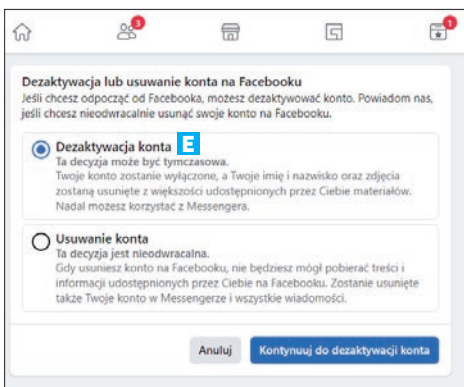 3
9
Dezaktywacja lub usuwanie konta na Facebooku
Jeśli chcesz odpocząć od Facebooka, możesz dezaktywować konto. Powiadom nas,
jeśli chcesz nieodwracalnie usunąć swoje konto na Facebooku.
Dezaktywacja konta E
Ta decyzja może być tymczasowa.
Twoje konto zostanie wyłączone, a Twoje imię i nazwisko oraz zdjęcia
zostaną usunięte z większości udostępnionych przez Ciebie materiałów.
Nadal możesz korzystać z Messengera.
Usuwanie konta
Ta decyzja jest nieodwracalna.
Gdy usuniesz konto na Facebooku, nie będziesz mógł pobierać treści i
informacji udostępnionych przez Ciebie na Facebooku. Zostanie usunięte
także Twoje konto w Messengerze i wszystkie wiadomości.
Anuluj Kontynuuj do dezaktywacji konta